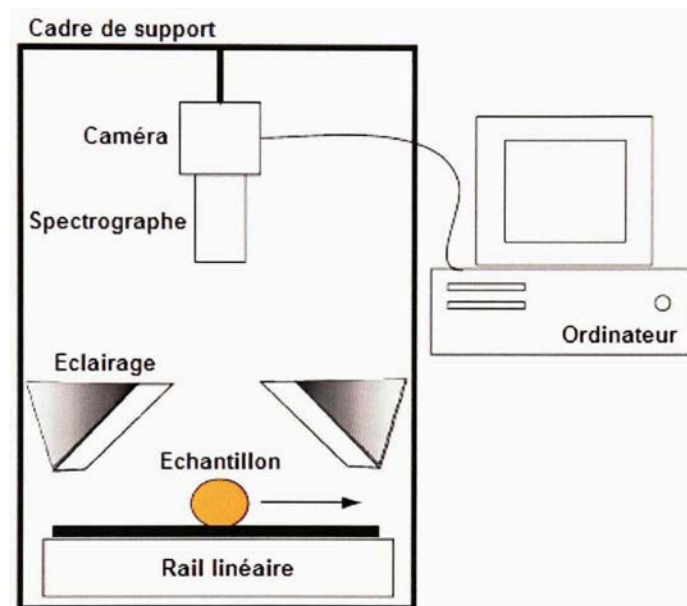 Cadre de support
Caméra
Spectrographe
Ordinateur
Eclairage
Echantillon
Rail linéaire